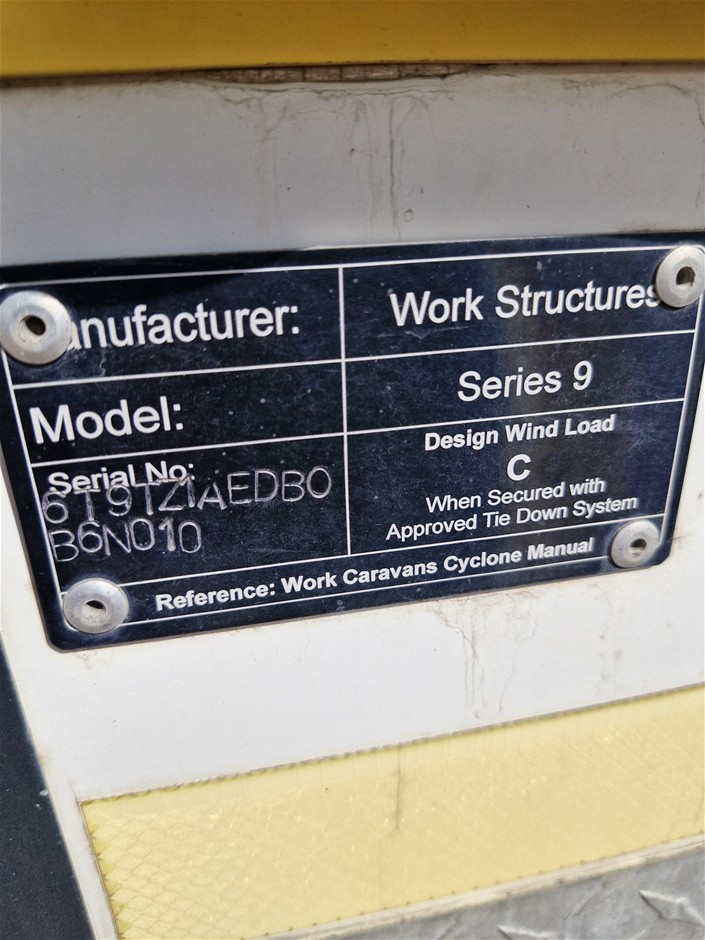 anufacturer: Work Structures
Model: Series 9
Serial No: 6T9TZ1AEDB0
B6N010
Design Wind Load
C
When Secured with
Approved Tie Down System
Reference: Work Caravans Cyclone Manual